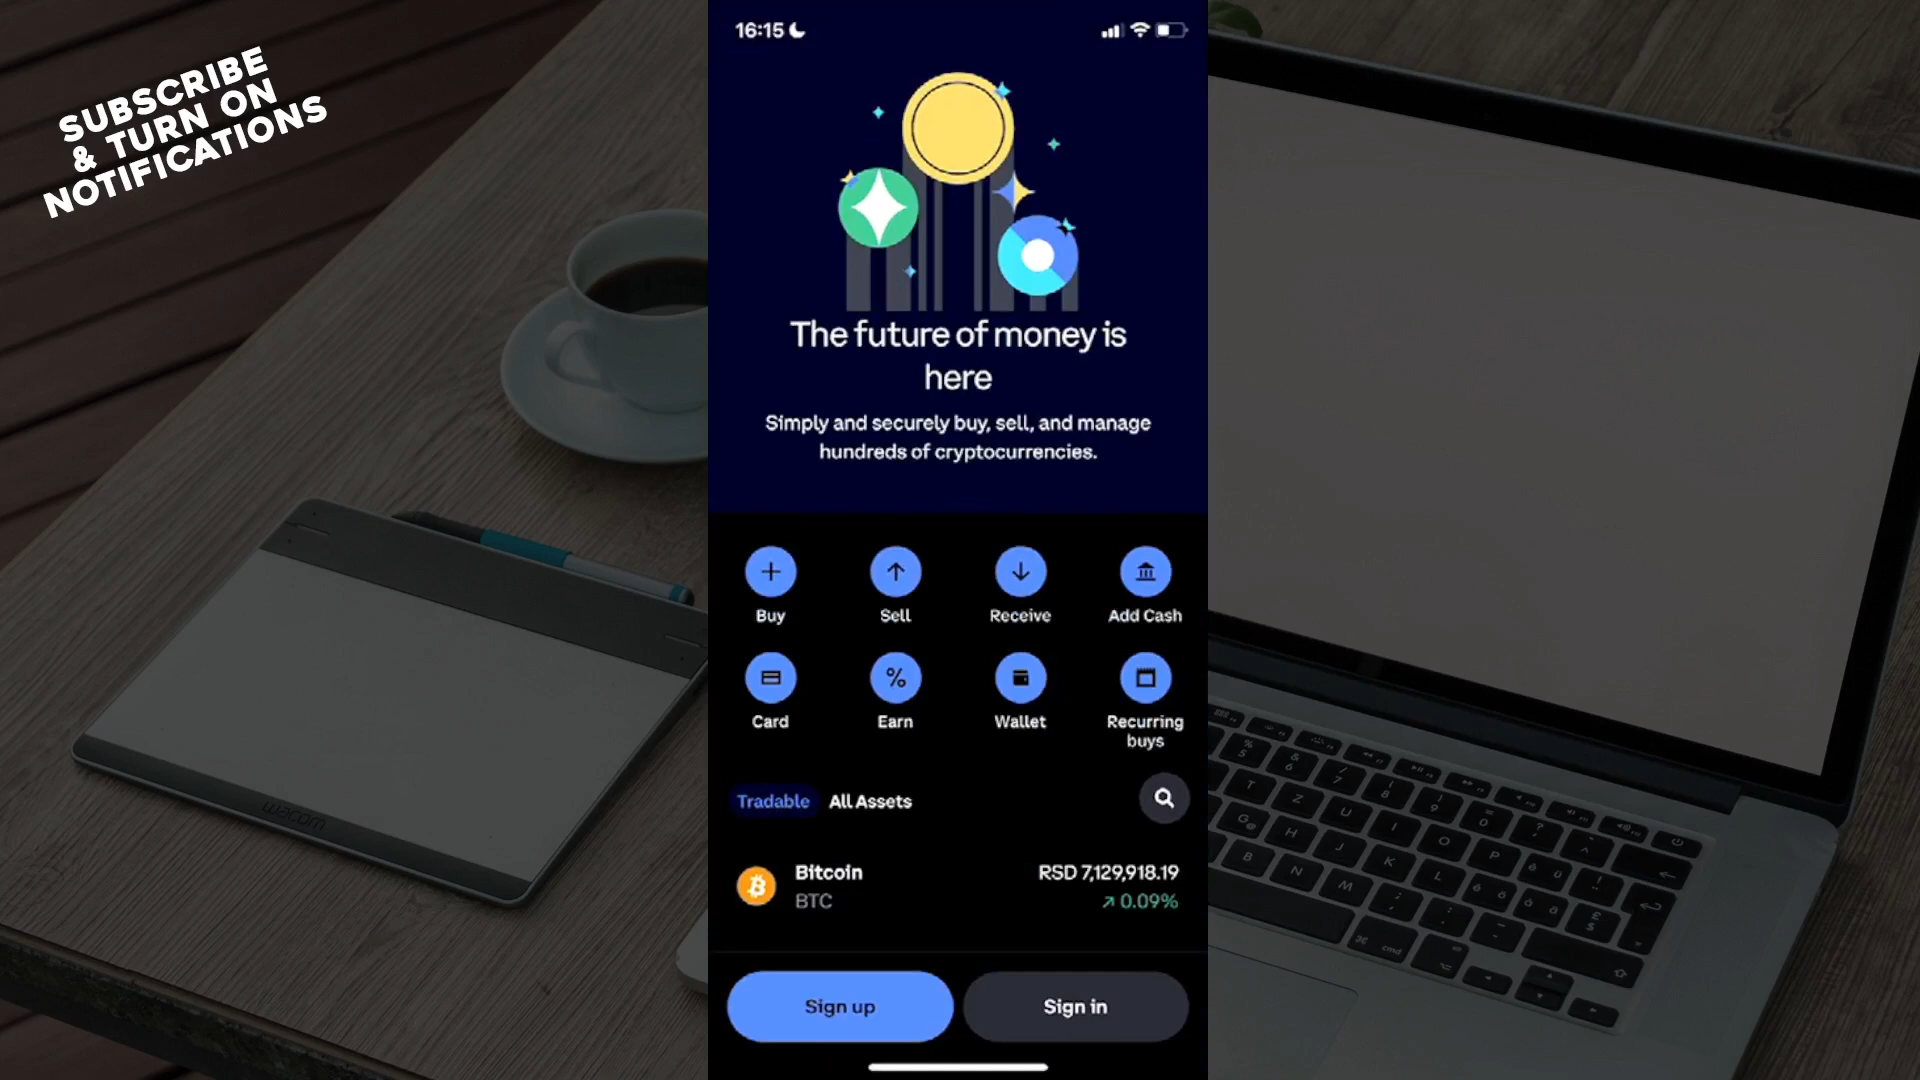 SUBSCRIBE
& TURN ON
NOTIFICATIONS
16:15
The future of money is
here
Simply and securely buy, sell, and manage
hundreds of cryptocurrencies.
Buy
Sell
Receive
Add Cash
Card
Earn
Wallet
Recurring
buys
Tradable
All Assets
Bitcoin
RSD 7,129,918.19
BTC
↗ 0.09%
Sign up
Sign in
wacom